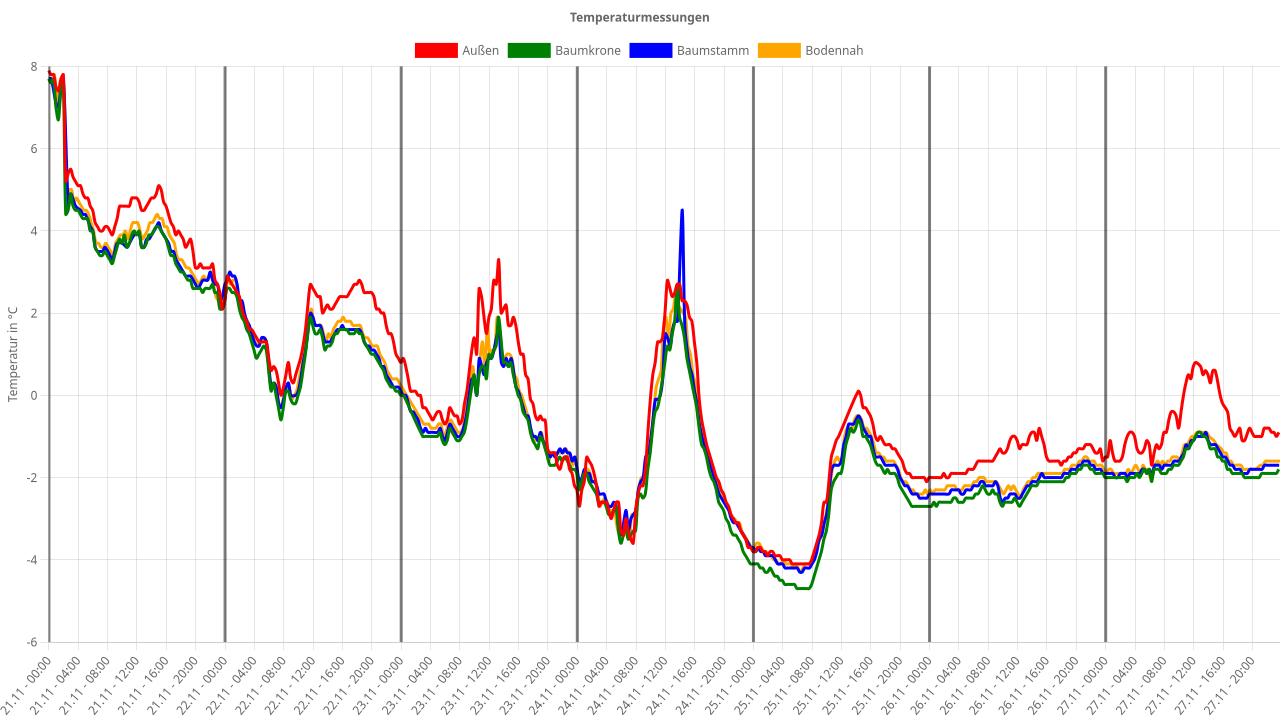 Temperaturmessungen
Außen Baumkrone Baumstamm Bodennah
Temperatur in °C
8
6
4
2
0
-2
-4
-6
21.11 - 00:00
21.11 - 04:00
21.11 - 08:00
21.11 - 12:00
21.11 - 16:00
21.11 - 20:00
22.11 - 00:00
22.11 - 04:00
22.11 - 08:00
22.11 - 12:00
22.11 - 16:00
22.11 - 20:00
23.11 - 00:00
23.11 - 04:00
23.11 - 08:00
23.11 - 12:00
23.11 - 16:00
23.11 - 20:00
24.11 - 00:00
24.11 - 04:00
24.11 - 08:00
24.11 - 12:00
24.11 - 16:00
24.11 - 20:00
25.11 - 00:00
25.11 - 04:00
25.11 - 08:00
25.11 - 12:00
25.11 - 16:00
25.11 - 20:00
26.11 - 00:00
26.11 - 04:00
26.11 - 08:00
26.11 - 12:00
26.11 - 16:00
26.11 - 20:00
27.11 - 00:00
27.11 - 04:00
27.11 - 08:00
27.11 - 12:00
27.11 - 16:00
27.11 - 20:00